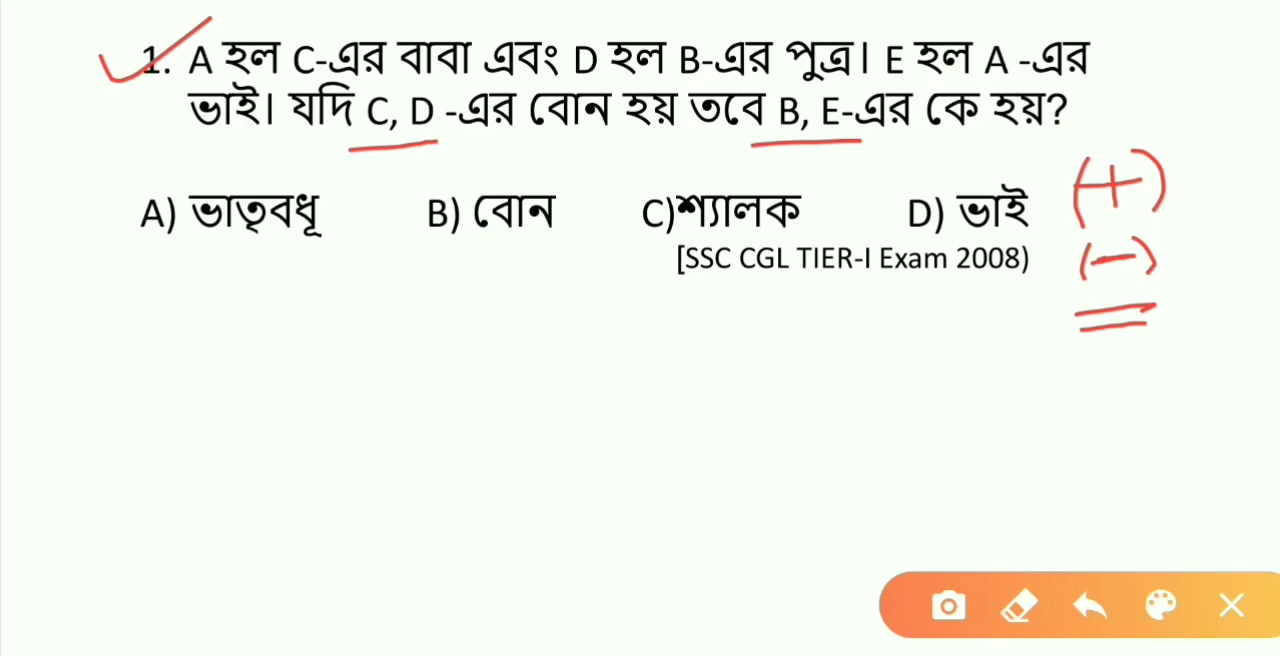 1. A হল C-এর বাবা এবং D হল B-এর পুত্র। E হল A -এর
ভাই। যদি C, D -এর বোন হয় তবে B, E-এর কে হয়?
A) ভাতৃবধূ B) বোন C)শ্যালক D) ভাই
[SSC CGL TIER-I Exam 2008)
(+)
(-)